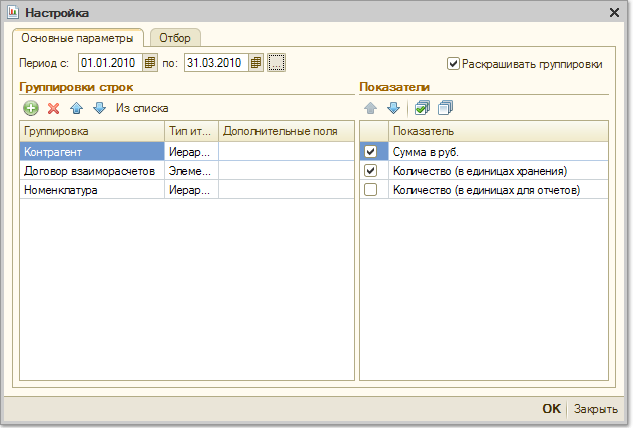 Настройка
Основные параметры Отбор
Период с: 01.01.2010 по: 31.03.2010 ... Раскрашивать группировки
Группировки строк Показатели
Из списка
Группировка Тип ит... Дополнительные поля Показатель
Контрагент Иерар... Сумма в руб.
Договор взаиморасчетов Элеме... Количество (в единицах хранения)
Номенклатура Иерар... Количество (в единицах для отчетов)
OK Закрыть